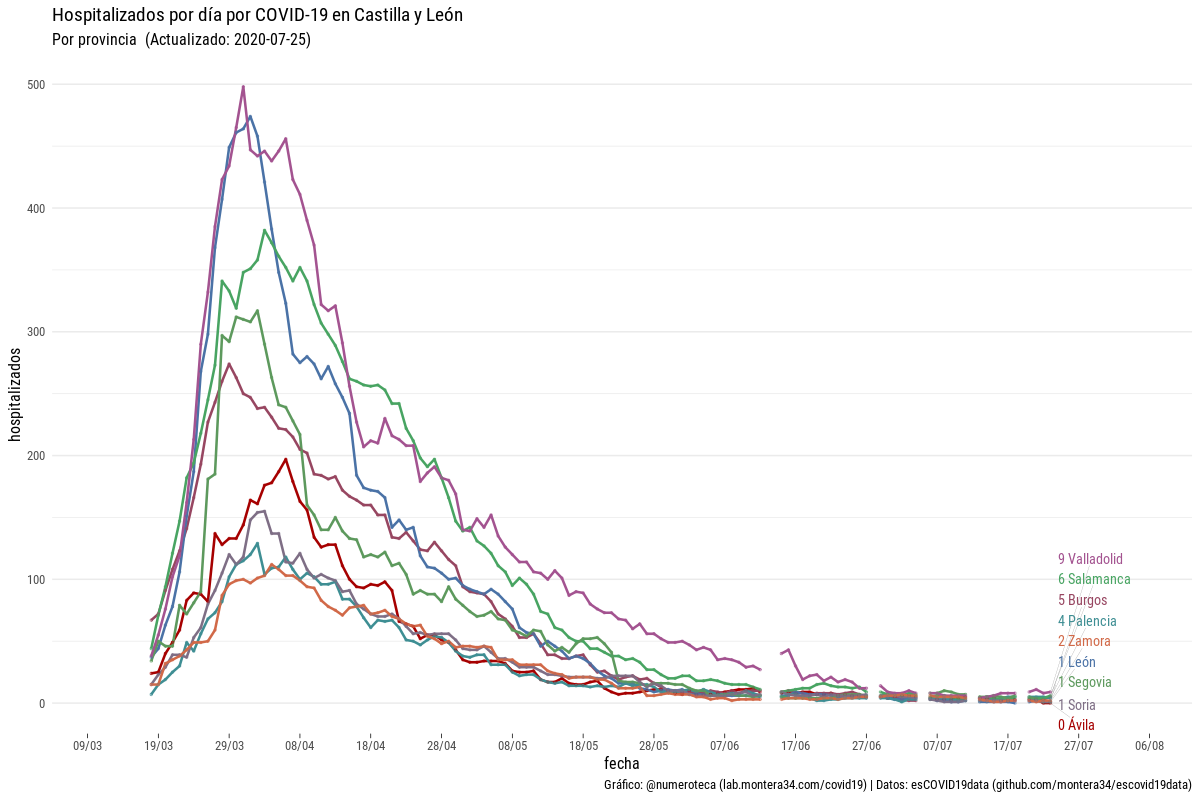 Hospitalizados por día por COVID-19 en Castilla y León
Por provincia (Actualizado: 2020-07-25)
hospitalizados
500
400
300
200
100
0
9 Valladolid
6 Salamanca
5 Burgos
4 Palencia
2 Zamora
1 León
1 Segovia
1 Soria
0 Ávila
09/03 19/03 29/03 08/04 18/04 28/04 08/05 18/05 28/05 07/06 17/06 27/06 07/07 17/07 27/07 06/08
fecha
Gráfico: @numeroteca (lab.montera34.com/covid19) | Datos: esCOVID19data (github.com/montera34/escovid19data)